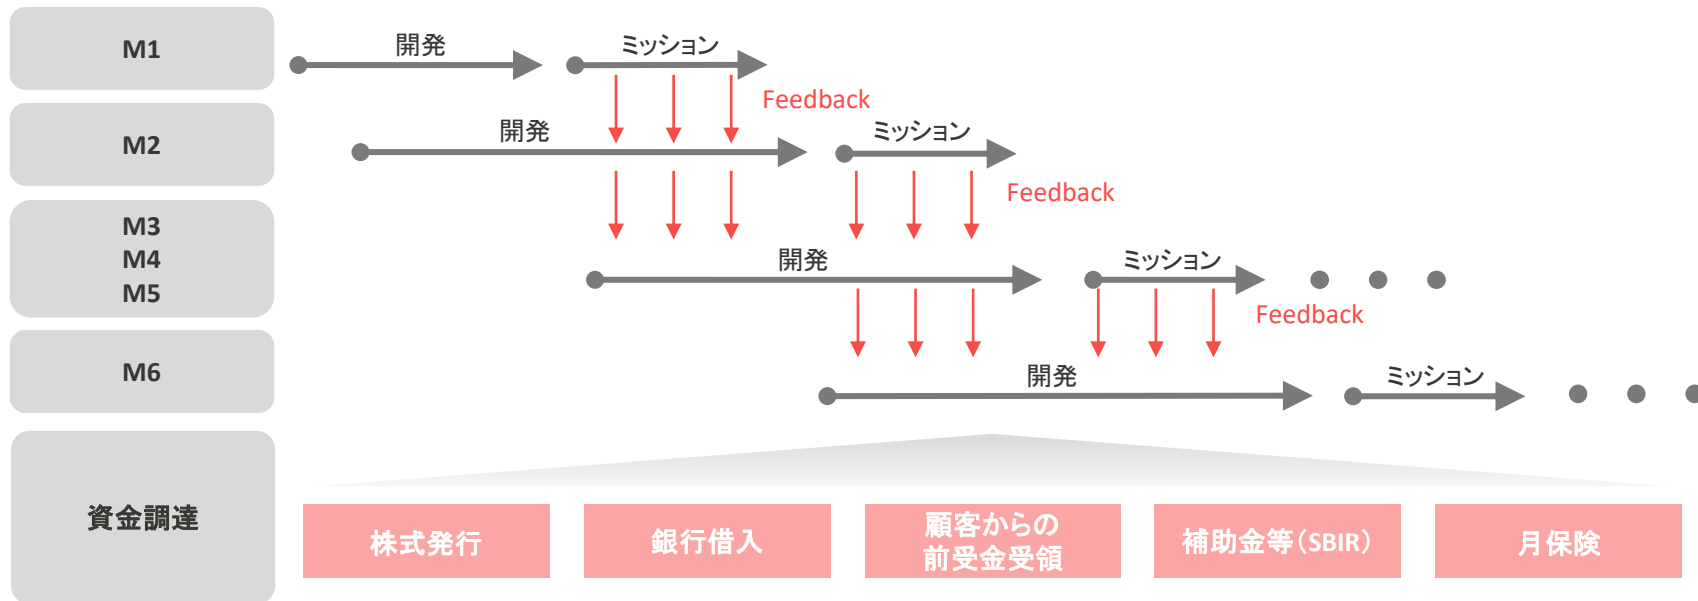 M1
開発
ミッション
Feedback
M2
開発
ミッション
Feedback
M3
M4
M5
開発
ミッション
Feedback
M6
開発
ミッション
資金調達
株式発行
銀行借入
顧客からの
前受金受領
補助金等（SBIR）
月保険